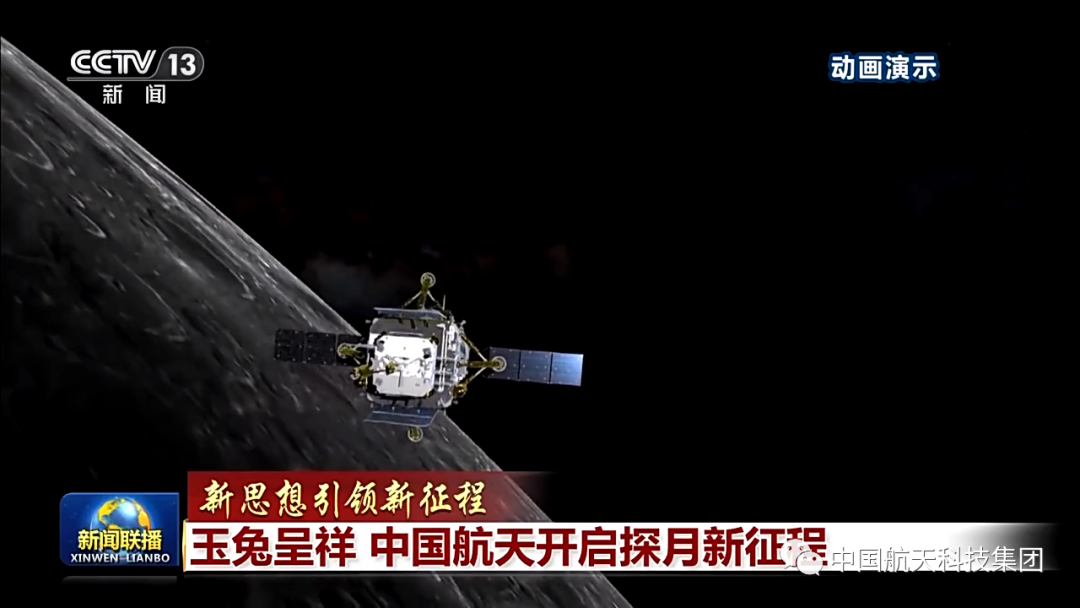 CCTV 13
新闻
动画演示
新思想引领新征程
新闻联播
XINWEN LIANBO
玉兔呈祥 中国航天开启探月新征程
中国航天科技集团